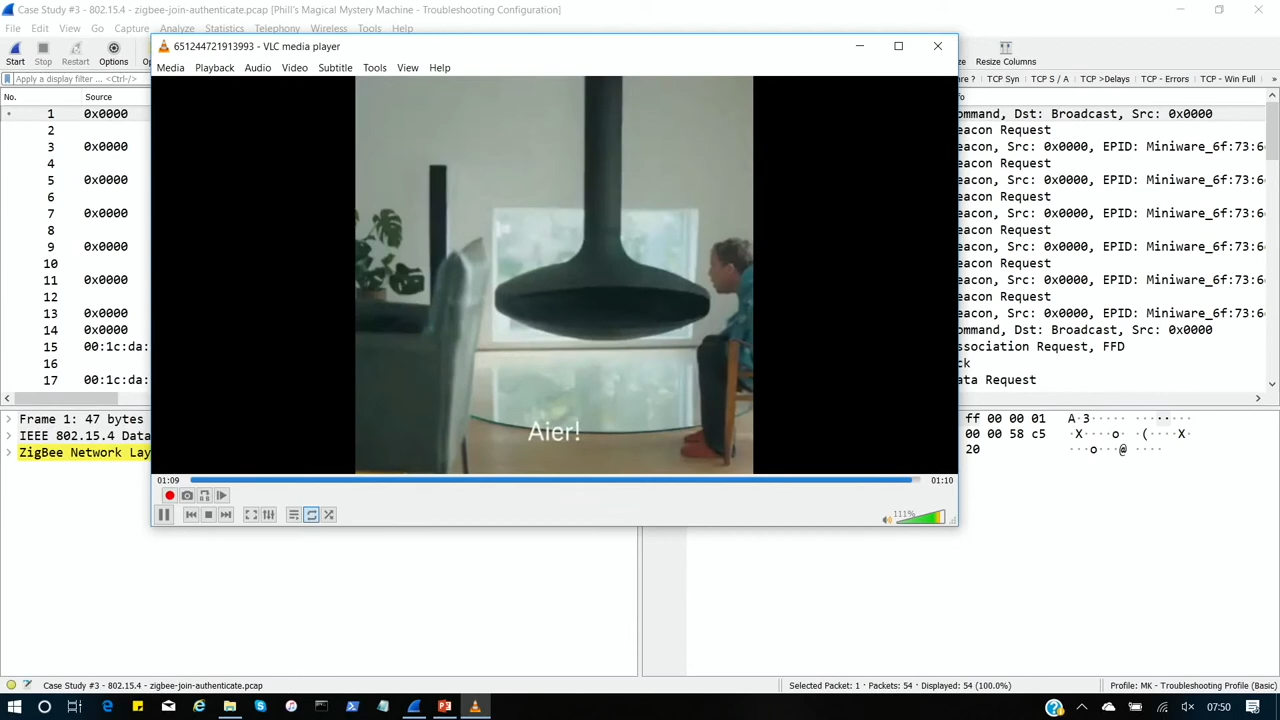 Case Study #3 - 802.15.4 - zigbee-join-authenticate.pcap [Phill's Magical Mystery Machine - Troubleshooting Configuration]
File Edit View Go Capture Analyze Statistics Telephony Wireless Tools Help
651244721913993 - VLC media player
Media Playback Audio Video Subtitle Tools View Help
Start Stop Restart Options
Resize Columns
Apply a display filter ... <Ctrl-/>
TCP Syn TCP S / A TCP >Delays TCP - Errors TCP - Win Full »
No. Source
1 0x0000 ommand, Dst: Broadcast, Src: 0x0000
2 eacon Request
3 0x0000 eacon, Src: 0x0000, EPID: Miniware_6f:73:6
4 eacon Request
5 0x0000 eacon, Src: 0x0000, EPID: Miniware_6f:73:6
6 eacon Request
7 0x0000 eacon, Src: 0x0000, EPID: Miniware_6f:73:6
8 eacon Request
9 0x0000 eacon, Src: 0x0000, EPID: Miniware_6f:73:6
10 eacon Request
11 0x0000 eacon, Src: 0x0000, EPID: Miniware_6f:73:6
12 eacon Request
13 0x0000 eacon, Src: 0x0000, EPID: Miniware_6f:73:6
14 0x0000 ommand, Dst: Broadcast, Src: 0x0000
15 00:1c:da: ssociation Request, FFD
16 ck
17 00:1c:da: ata Request
Aier!
Frame 1: 47 bytes
IEEE 802.15.4 Data
ZigBee Network Lay
ff 00 00 01 A·3····· ··
00 00 58 c5 ·X····o· ·(····X
20 ···o··@ ··
01:09 01:10
111%
Case Study #3 - 802.15.4 - zigbee-join-authenticate.pcap
Selected Packet: 1 · Packets: 54 · Displayed: 54 (100.0%)
Profile: MK - Troubleshooting Profile (Basic)
07:50